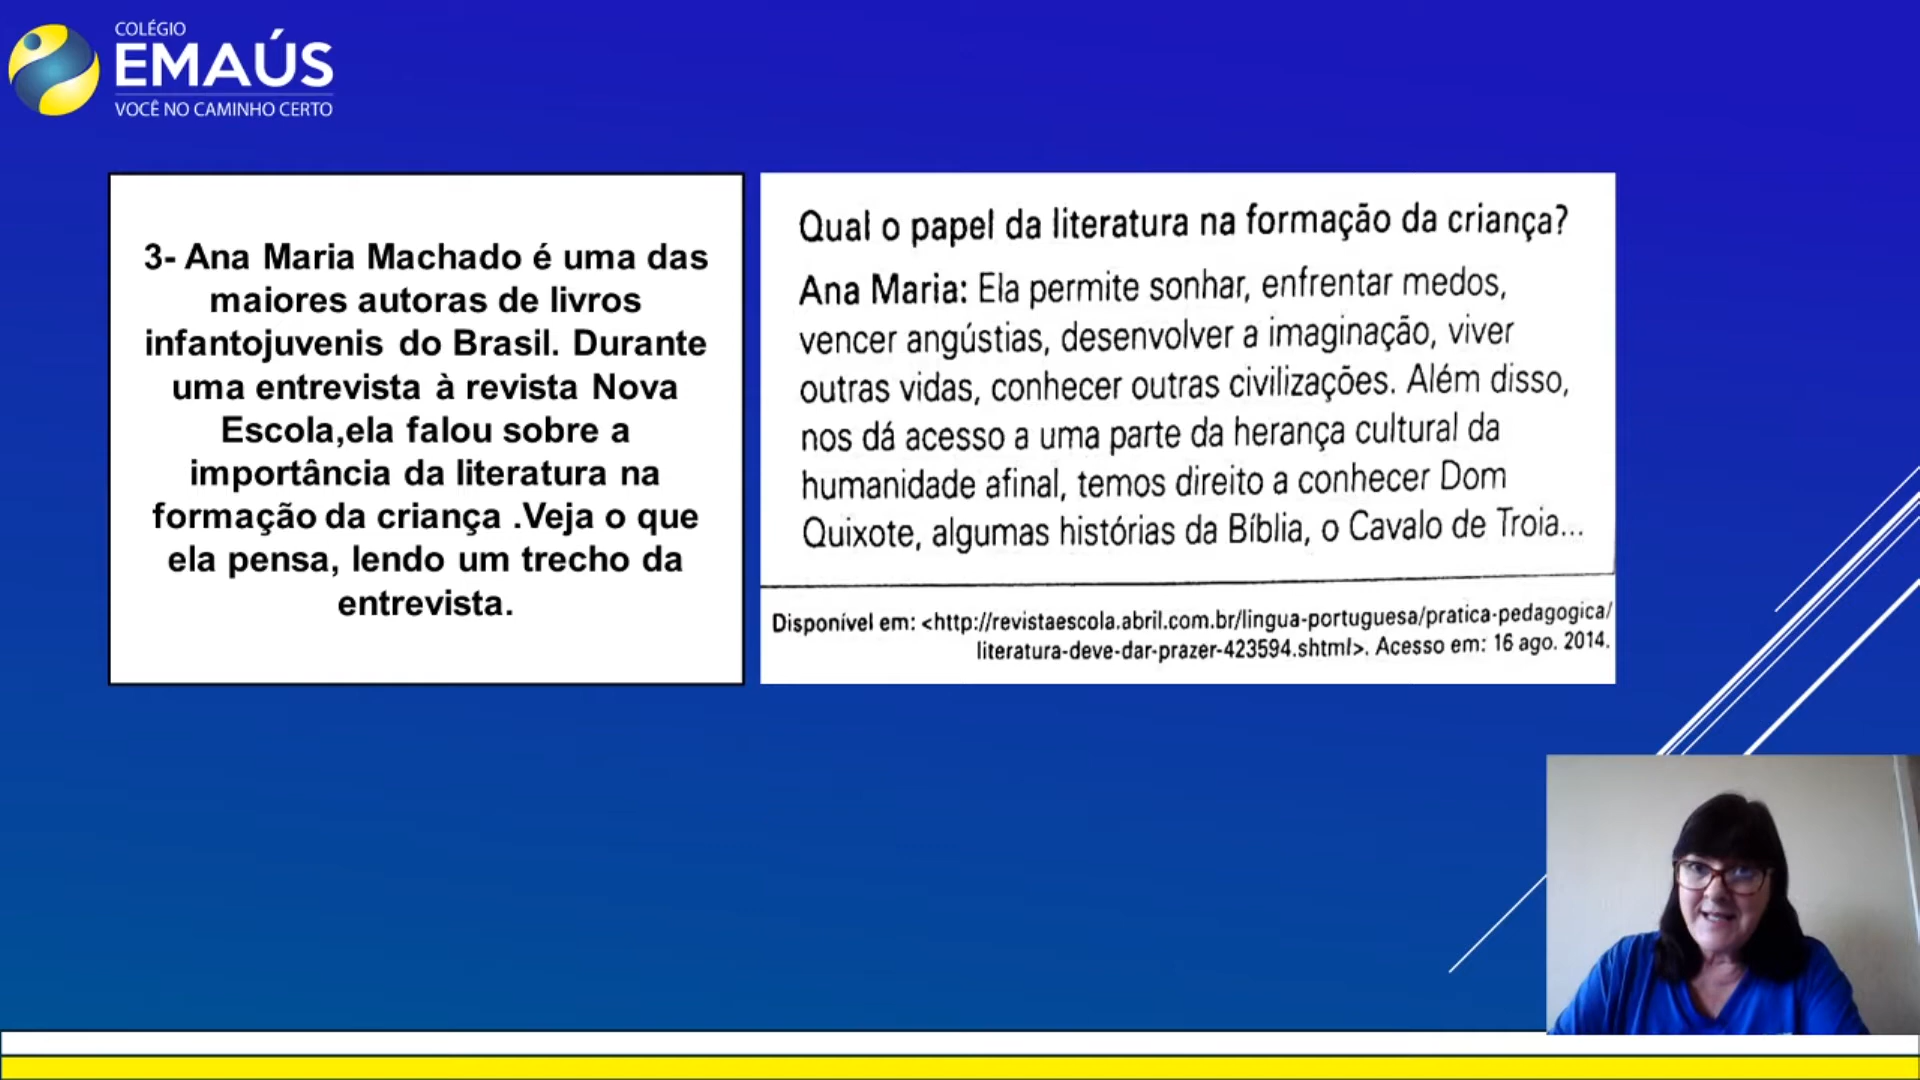 COLÉGIO
EMAÚS
VOCÊ NO CAMINHO CERTO
3- Ana Maria Machado é uma das
maiores autoras de livros
infantojuvenis do Brasil. Durante
uma entrevista à revista Nova
Escola,ela falou sobre a
importância da literatura na
formação da criança .Veja o que
ela pensa, lendo um trecho da
entrevista.
Qual o papel da literatura na formação da criança?
Ana Maria: Ela permite sonhar, enfrentar medos,
vencer angústias, desenvolver a imaginação, viver
outras vidas, conhecer outras civilizações. Além disso,
nos dá acesso a uma parte da herança cultural da
humanidade afinal, temos direito a conhecer Dom
Quixote, algumas histórias da Bíblia, o Cavalo de Troia...
Disponível em: <http://revistaescola.abril.com.br/lingua-portuguesa/pratica-pedagogica/
literatura-deve-dar-prazer-423594.shtml>. Acesso em: 16 ago. 2014.